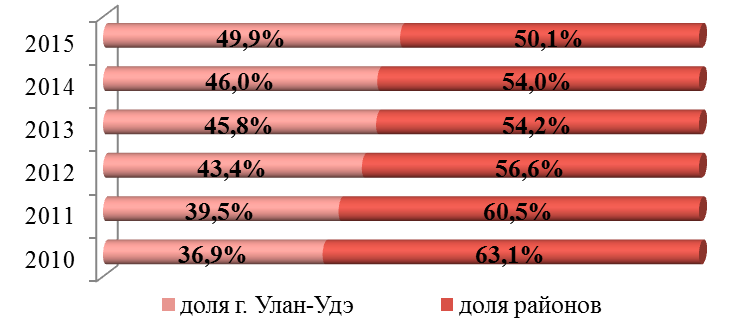 2015 49,9% 50,1%
2014 46,0% 54,0%
2013 45,8% 54,2%
2012 43,4% 56,6%
2011 39,5% 60,5%
2010 36,9% 63,1%
доля г. Улан-Удэ доля районов